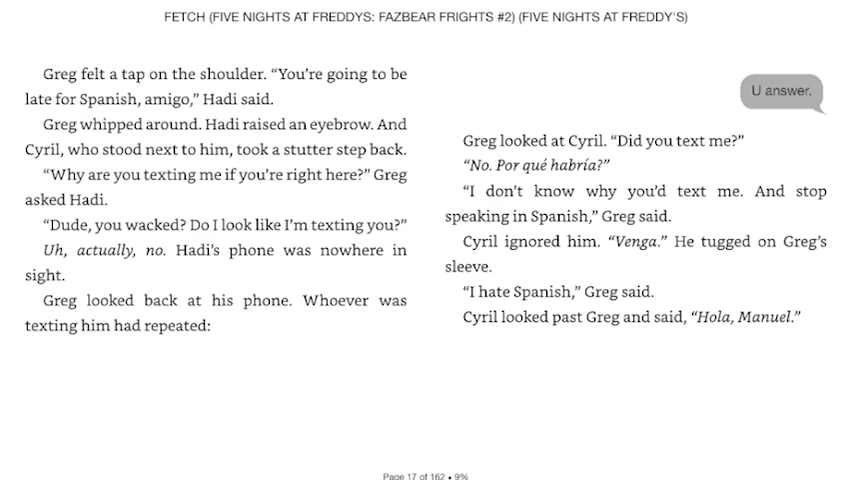 FETCH (FIVE NIGHTS AT FREDDYS: FAZBEAR FRIGHTS #2) (FIVE NIGHTS AT FREDDY'S)
Greg felt a tap on the shoulder. “You’re going to be
late for Spanish, amigo,” Hadi said.
Greg whipped around. Hadi raised an eyebrow. And
Cyril, who stood next to him, took a stutter step back.
“Why are you texting me if you’re right here?” Greg
asked Hadi.
“Dude, you wacked? Do I look like I’m texting you?”
Uh, actually, no. Hadi’s phone was nowhere in
sight.
Greg looked back at his phone. Whoever was
texting him had repeated:
U answer.
Greg looked at Cyril. “Did you text me?”
“No. Por qué habría?”
“I don’t know why you’d text me. And stop
speaking in Spanish,” Greg said.
Cyril ignored him. “Venga.” He tugged on Greg’s
sleeve.
“I hate Spanish,” Greg said.
Cyril looked past Greg and said, “Hola, Manuel.”
Page 17 of 162 • 9%